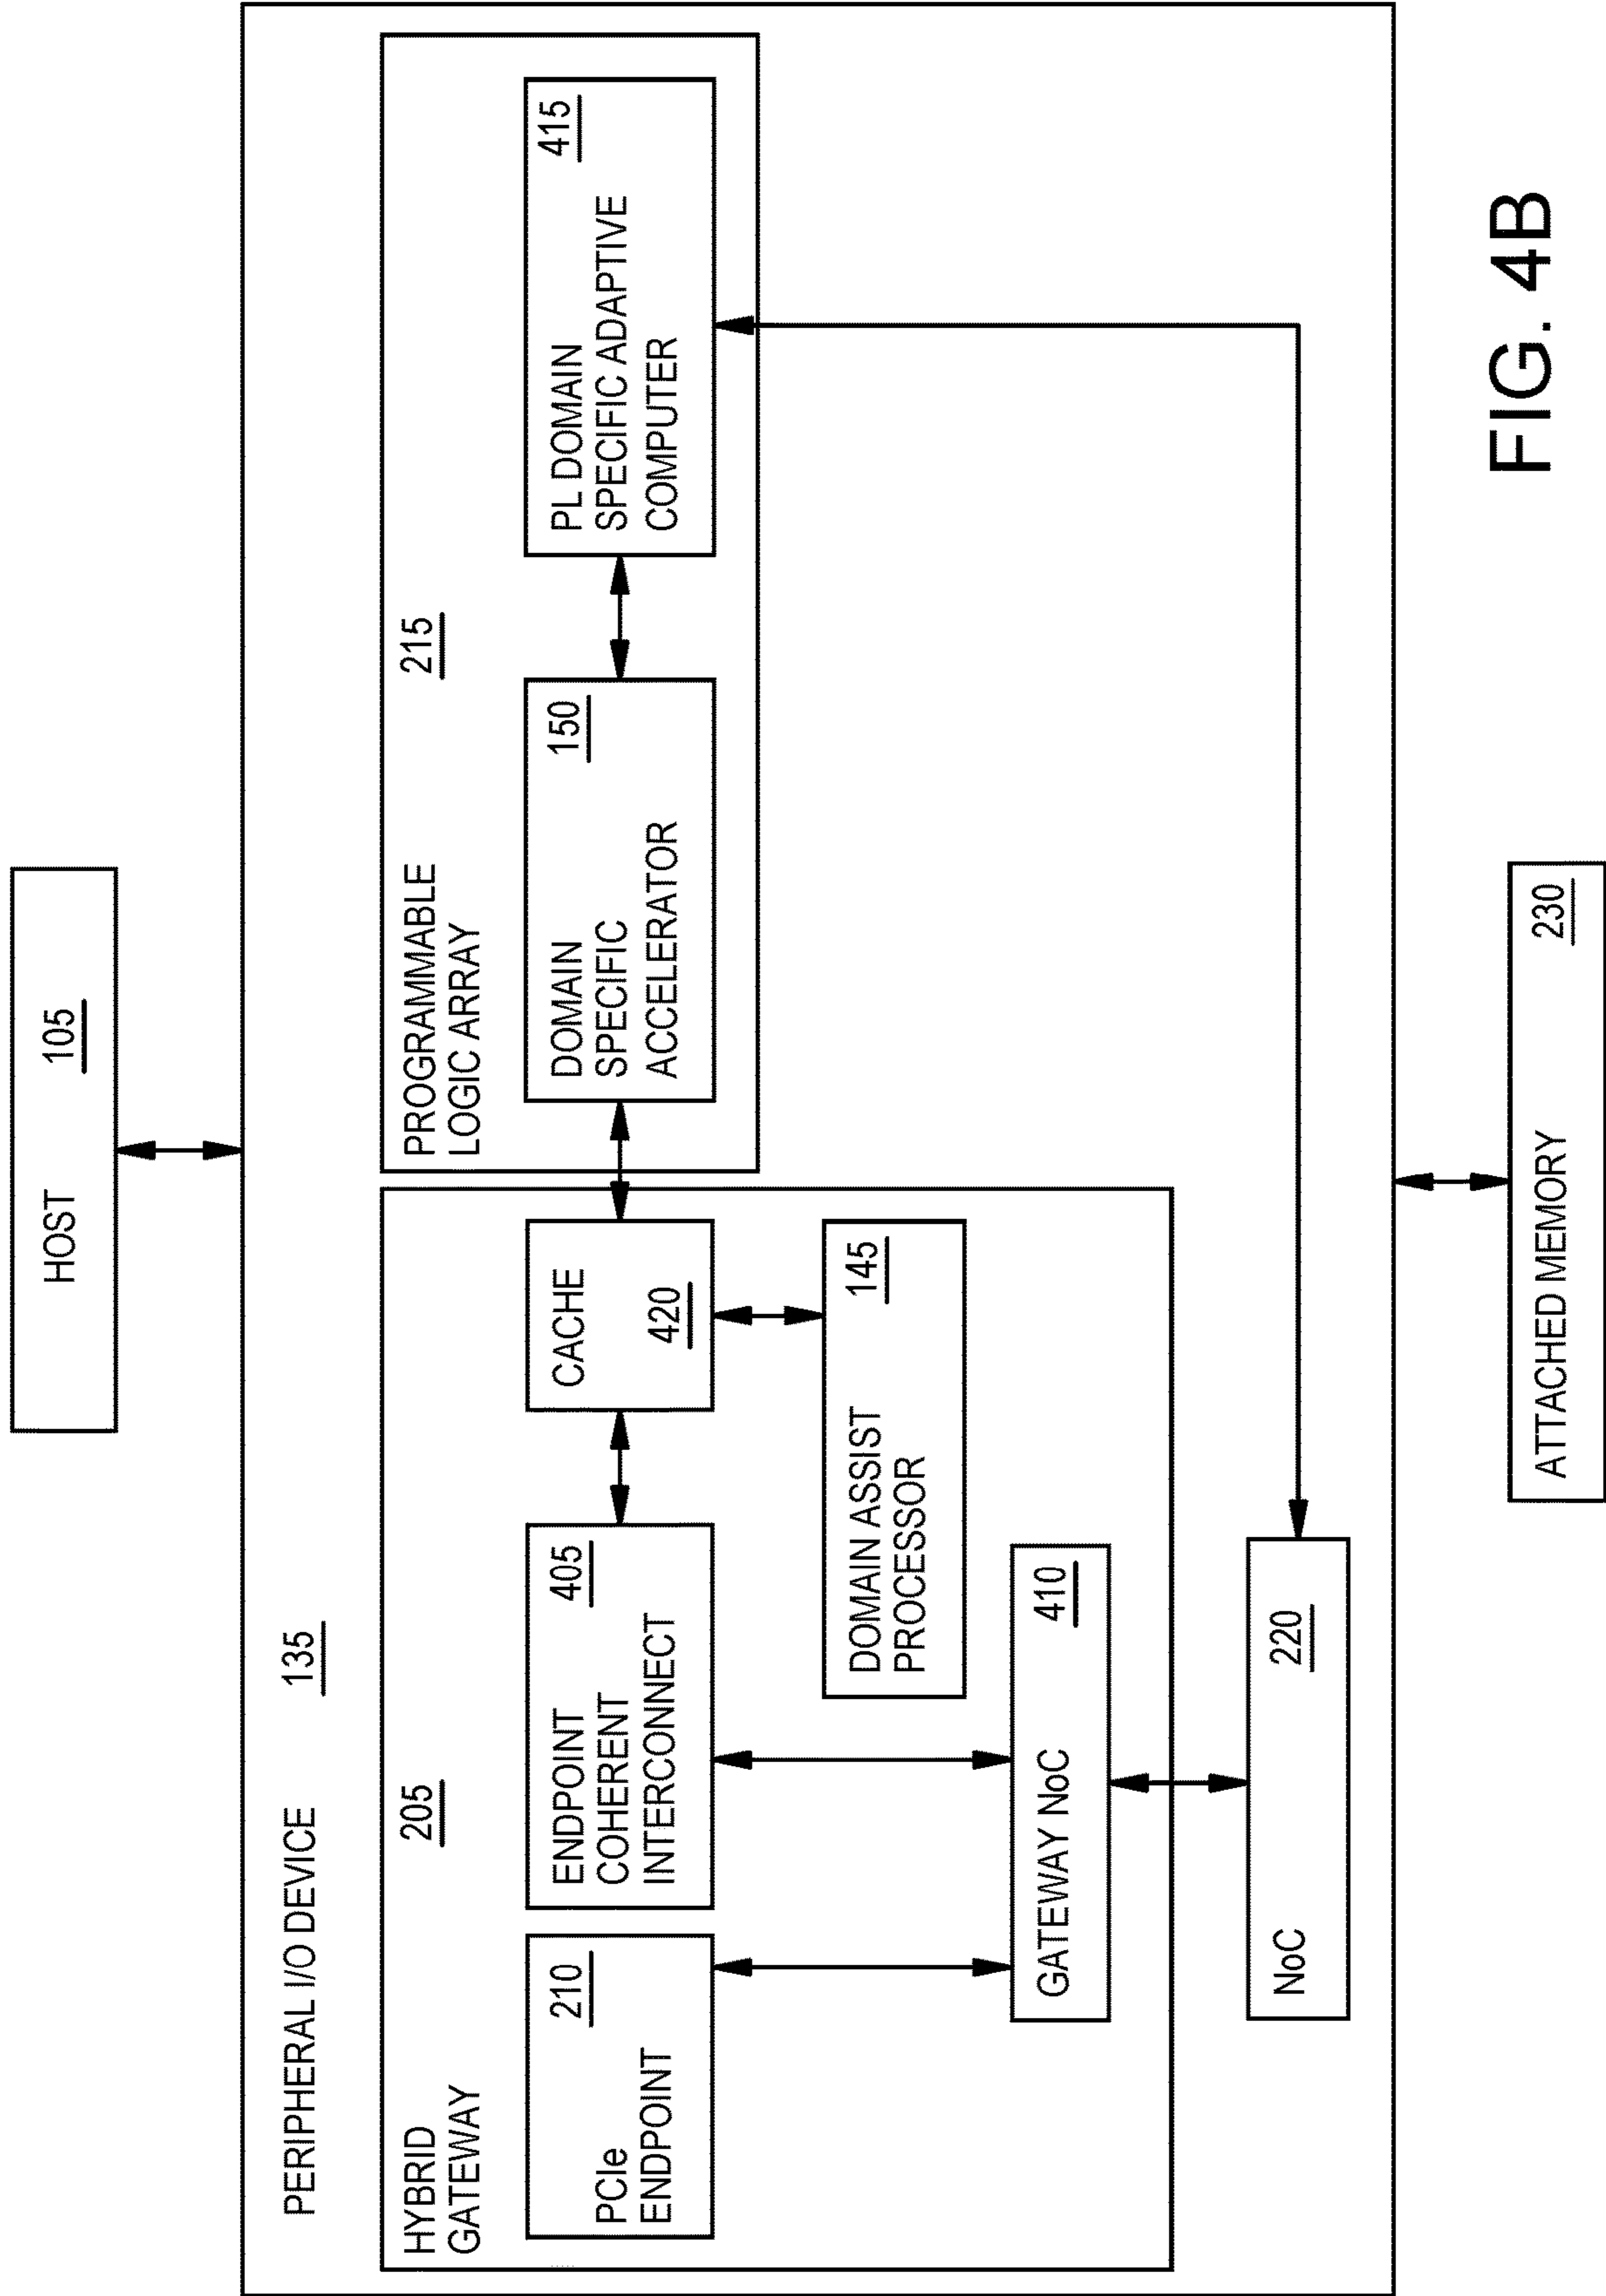 HOST 105
PERIPHERAL I/O DEVICE 135
HYBRID
GATEWAY
205
PCIe
ENDPOINT
210
ENDPOINT
COHERENT
INTERCONNECT
405
CACHE
420
DOMAIN ASSIST
PROCESSOR
145
GATEWAY NoC 410
PROGRAMMABLE
LOGIC ARRAY
215
DOMAIN
SPECIFIC
ACCELERATOR
150
PL DOMAIN
SPECIFIC ADAPTIVE
COMPUTER
415
NoC 220
ATTACHED MEMORY 230
FIG. 4B